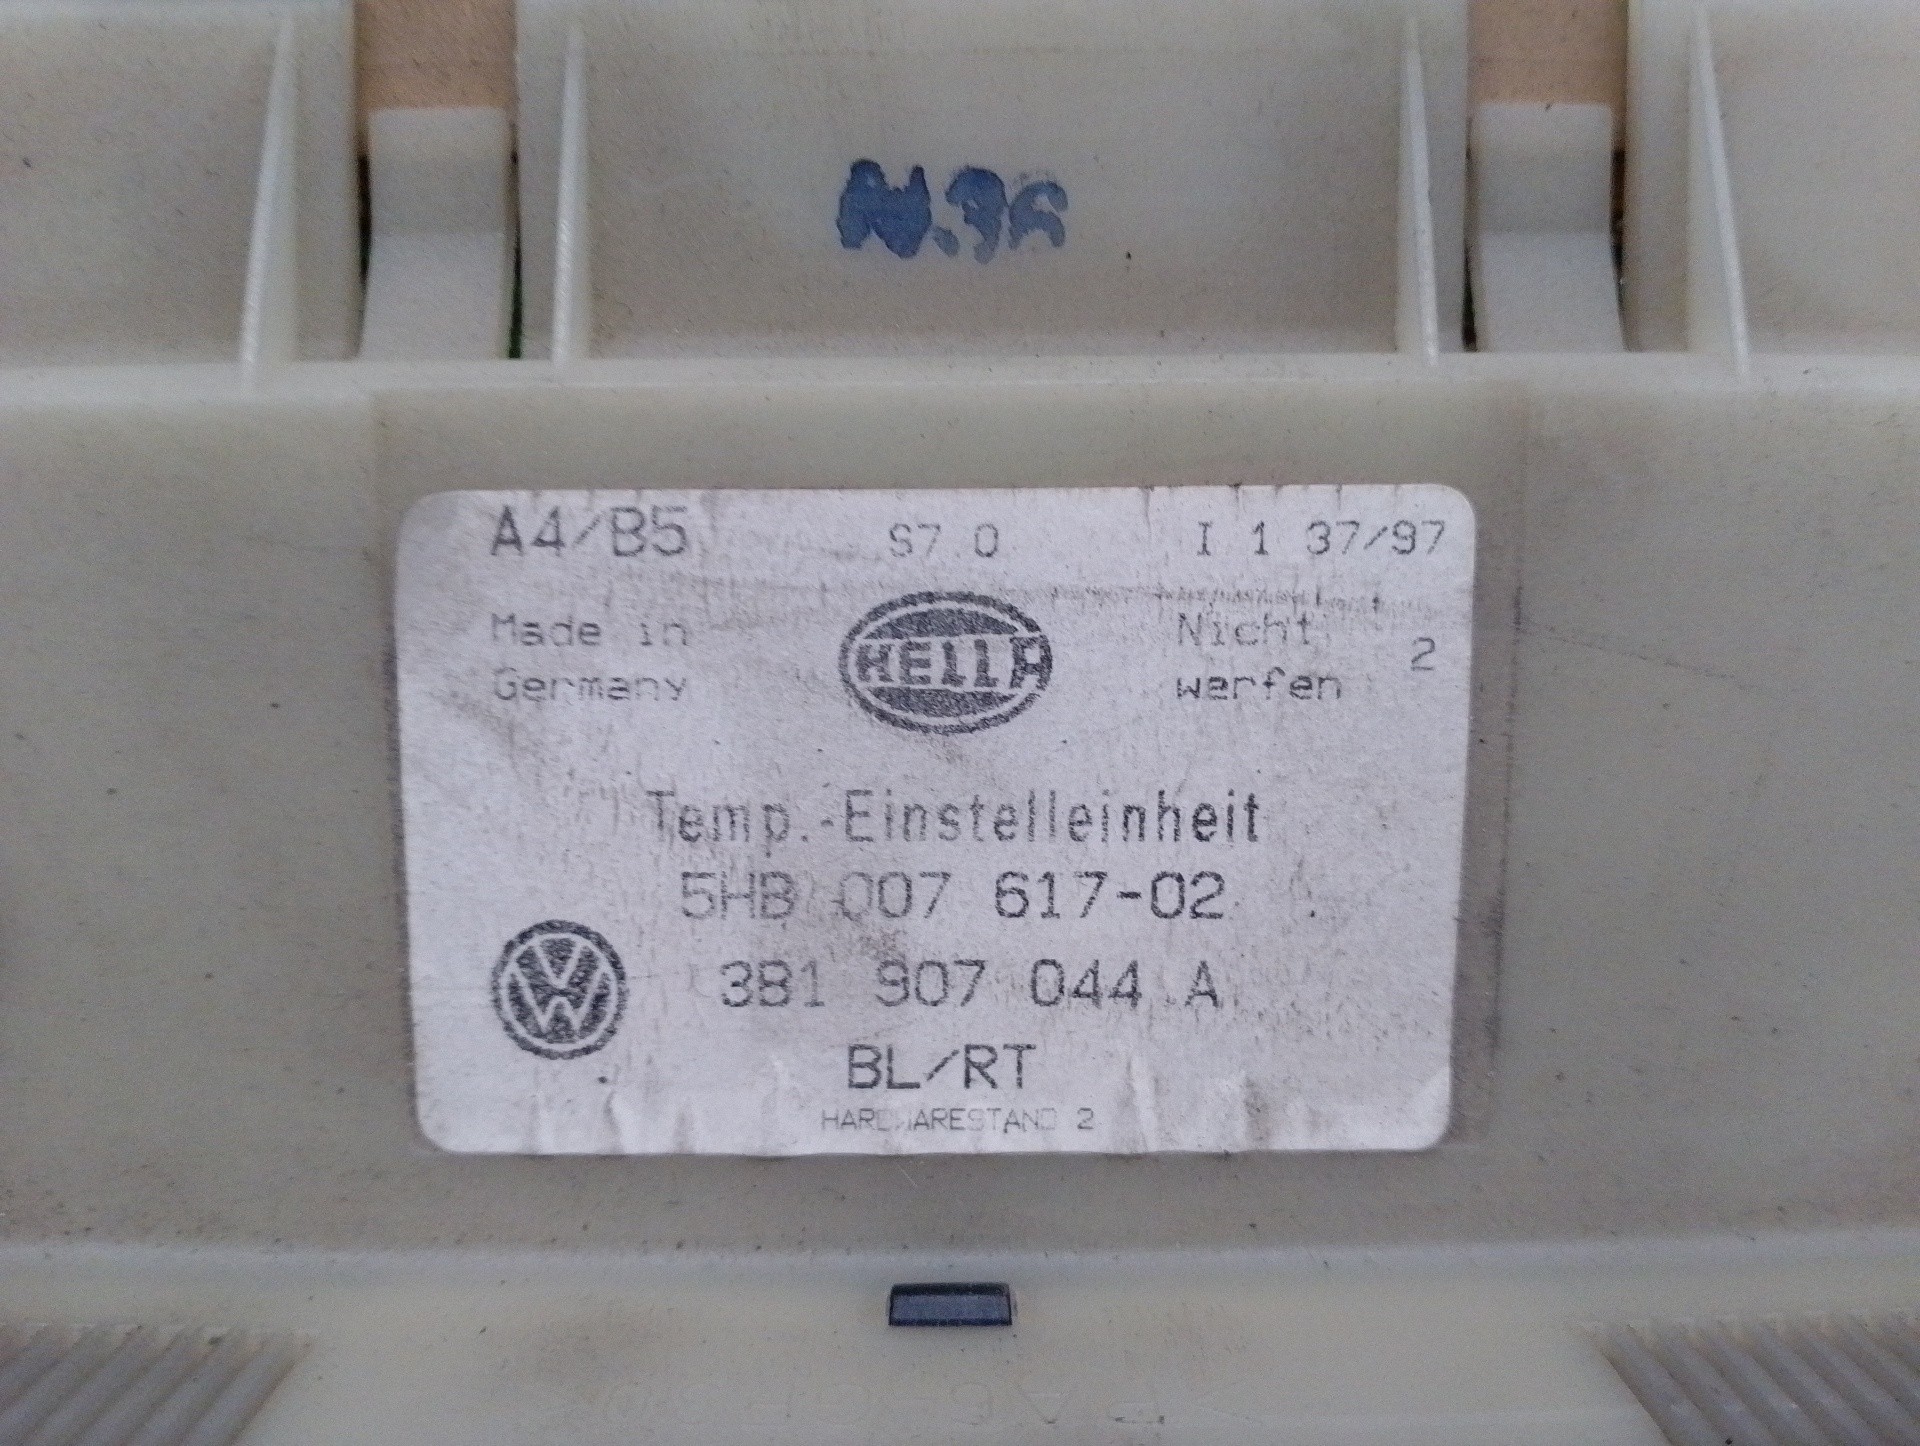 A4/B5 S7.0 I 1 37/97
Made in
Germany
HELLA
Nicht
werfen
2
Temp.-Einstelleinheit
5HB 007 617-02
3B1 907 044 A
VW
BL/RT
HARDWARESTAND 2